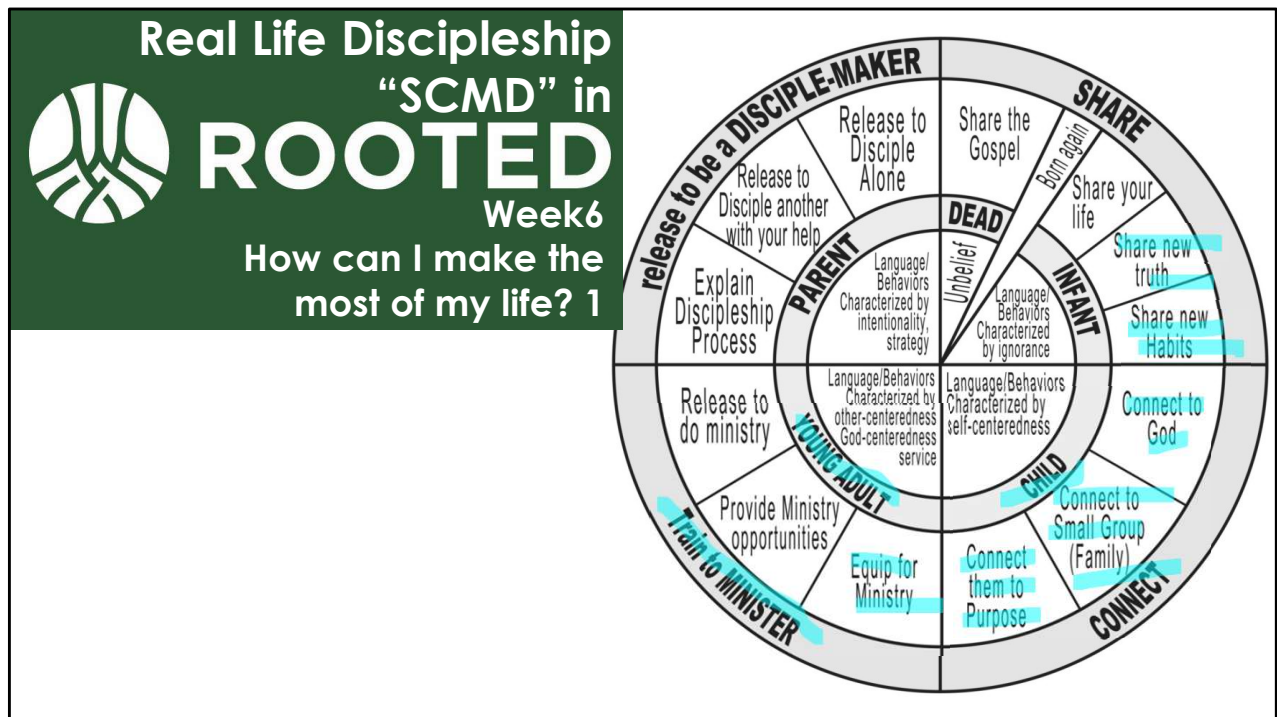 Real Life Discipleship
“SCMD” in
ROOTED
Week6
How can I make the
most of my life? 1
release to be a DISCIPLE-MAKER
SHARE
CONNECT
Train to MINISTER
Share the
Gospel
Born again
Share your
life
Share new
truth
Share new
Habits
Connect to
God
Connect to
Small Group
(Family)
Connect
them to
Purpose
Equip for
Ministry
Provide Ministry
opportunities
Release to
do ministry
Explain
Discipleship
Process
Release to
Disciple another
with your help
Release to
Disciple
Alone
DEAD
INFANT
CHILD
YOUNG ADULT
PARENT
Unbelief
Language/
Behaviors
Characterized
by ignorance
Language/Behaviors
Characterized by
self-centeredness
Language/Behaviors
Characterized by
other-centeredness
God-centeredness
service
Language/
Behaviors
Characterized by
intentionality,
strategy